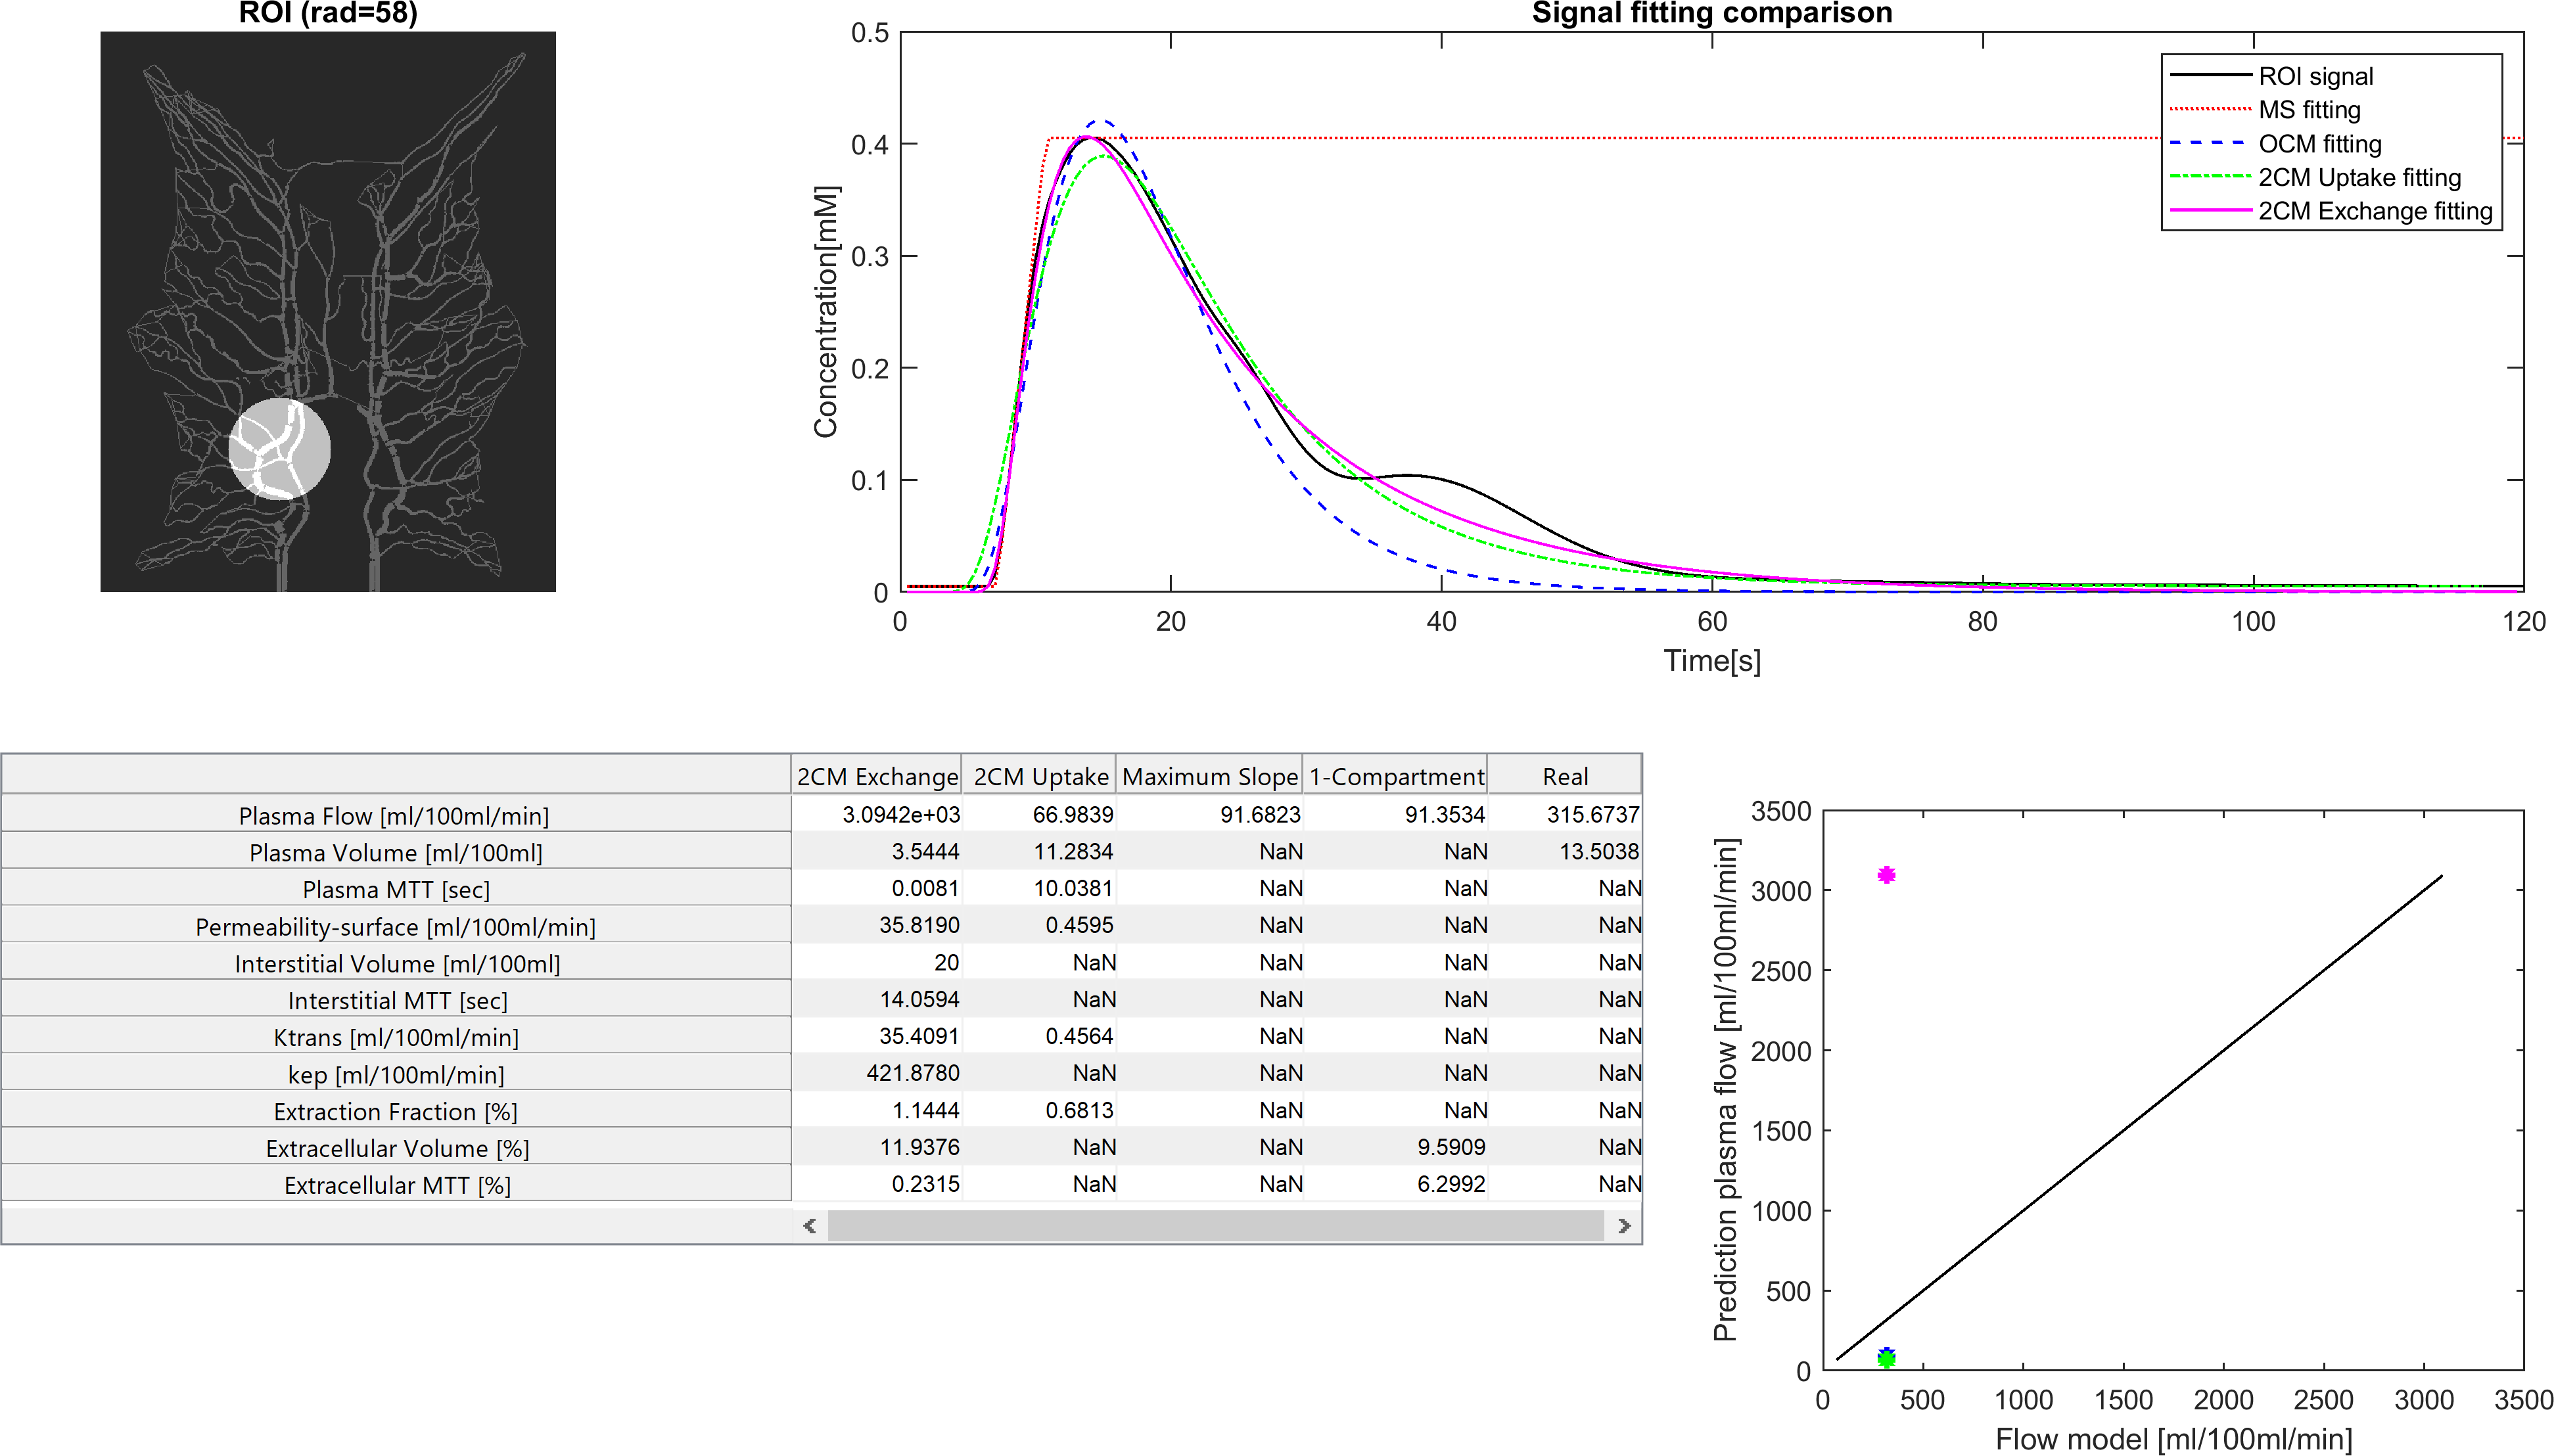 ROI (rad=58)
Signal fitting comparison
0.5
0.4
0.3
0.2
0.1
0
Concentration[mM]
0 20 40 60 80 100 120
Time[s]
ROI signal
MS fitting
OCM fitting
2CM Uptake fitting
2CM Exchange fitting
2CM Exchange 2CM Uptake Maximum Slope 1-Compartment Real
Plasma Flow [ml/100ml/min] 3.0942e+03 66.9839 91.6823 91.3534 315.6737
Plasma Volume [ml/100ml] 3.5444 11.2834 NaN NaN 13.5038
Plasma MTT [sec] 0.0081 10.0381 NaN NaN NaN
Permeability-surface [ml/100ml/min] 35.8190 0.4595 NaN NaN NaN
Interstitial Volume [ml/100ml] 20 NaN NaN NaN NaN
Interstitial MTT [sec] 14.0594 NaN NaN NaN NaN
Ktrans [ml/100ml/min] 35.4091 0.4564 NaN NaN NaN
kep [ml/100ml/min] 421.8780 NaN NaN NaN NaN
Extraction Fraction [%] 1.1444 0.6813 NaN NaN NaN
Extracellular Volume [%] 11.9376 NaN NaN 9.5909 NaN
Extracellular MTT [%] 0.2315 NaN NaN 6.2992 NaN
3500
3000
2500
2000
1500
1000
500
0
Prediction plasma flow [ml/100ml/min]
0 500 1000 1500 2000 2500 3000 3500
Flow model [ml/100ml/min]